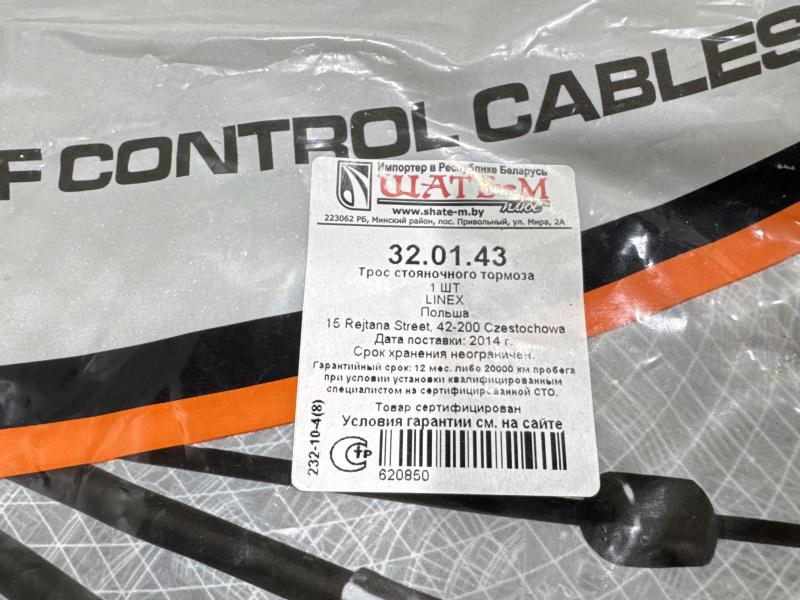 F CONTROL CABLES
Импортер в Республике Беларусь
ШАТЕ-М
плюс
www.shate-m.by
223062 РБ, Минский район, пос. Привольный, ул. Мира, 2А
32.01.43
Трос стояночного тормоза
1 ШТ
LINEX
Польша
15 Rejtana Street, 42-200 Czestochowa
Дата поставки: 2014 г.
Срок хранения неограничен.
Гарантийный срок: 12 мес. либо 20000 км пробега
при условии установки квалифицированным
специалистом на сертифицированной СТО.
Товар сертифицирован
Условия гарантии см. на сайте
232-10-4(8)
620850